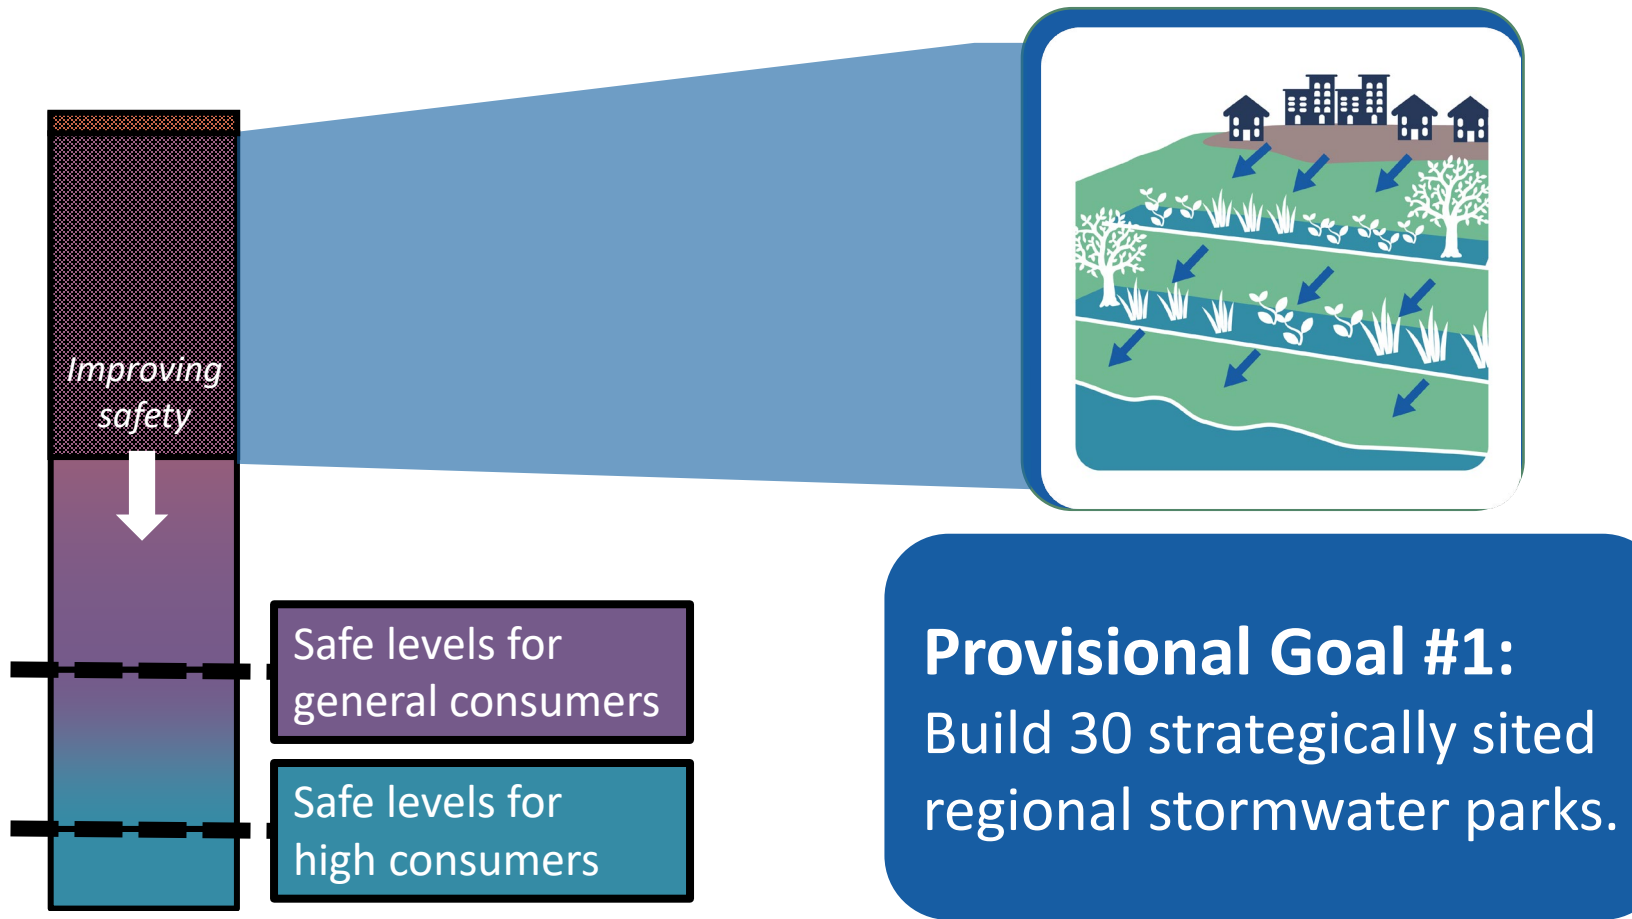 Improving
safety
Safe levels for
general consumers
Safe levels for
high consumers
Provisional Goal #1:
Build 30 strategically sited
regional stormwater parks.